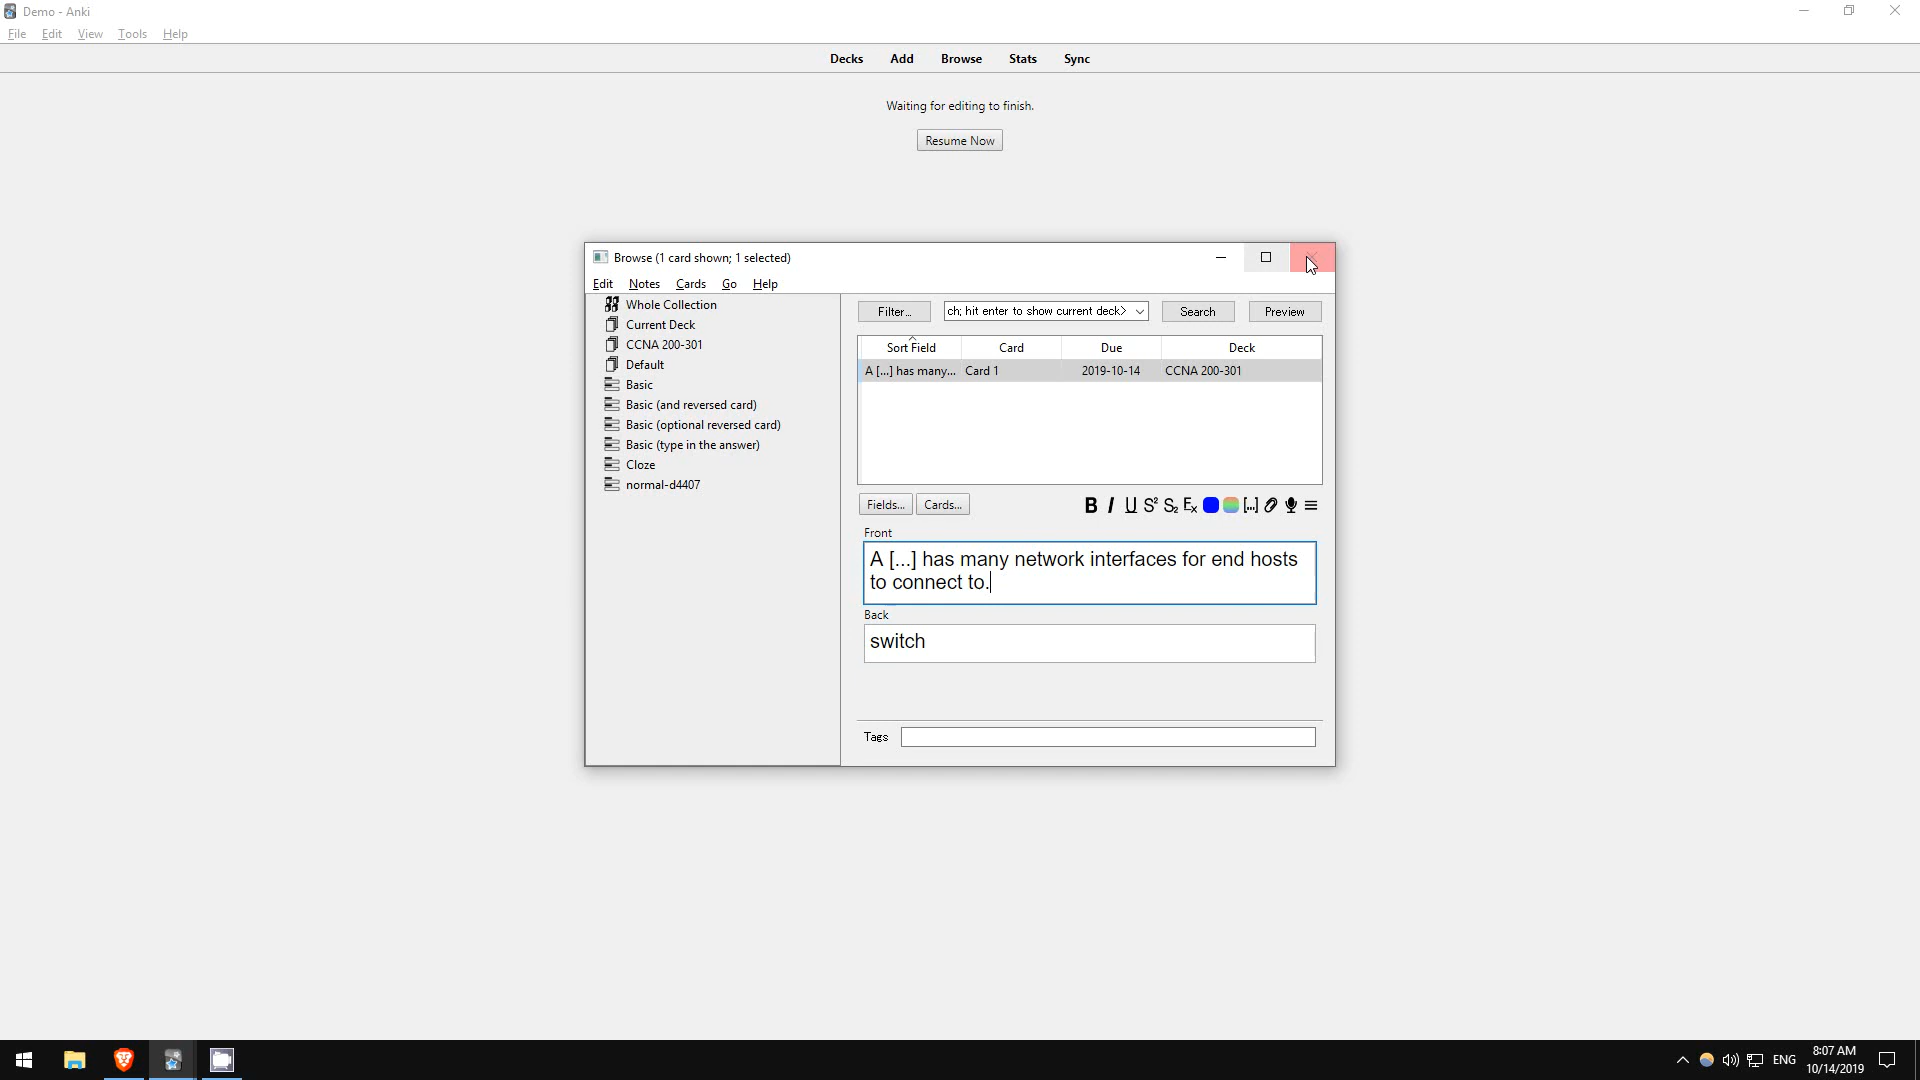 Demo - Anki
File Edit View Tools Help
Decks Add Browse Stats Sync
Waiting for editing to finish.
Resume Now
Browse (1 card shown; 1 selected)
Edit Notes Cards Go Help
Whole Collection
Current Deck
CCNA 200-301
Default
Basic
Basic (and reversed card)
Basic (optional reversed card)
Basic (type in the answer)
Cloze
normal-d4407
Filter... ch; hit enter to show current deck> Search Preview
Sort Field Card Due Deck
A [...] has many... Card 1 2019-10-14 CCNA 200-301
Fields... Cards... B I U S² S₂ Ex [...]
Front
A [...] has many network interfaces for end hosts
to connect to.
Back
switch
Tags
ENG
8:07 AM
10/14/2019